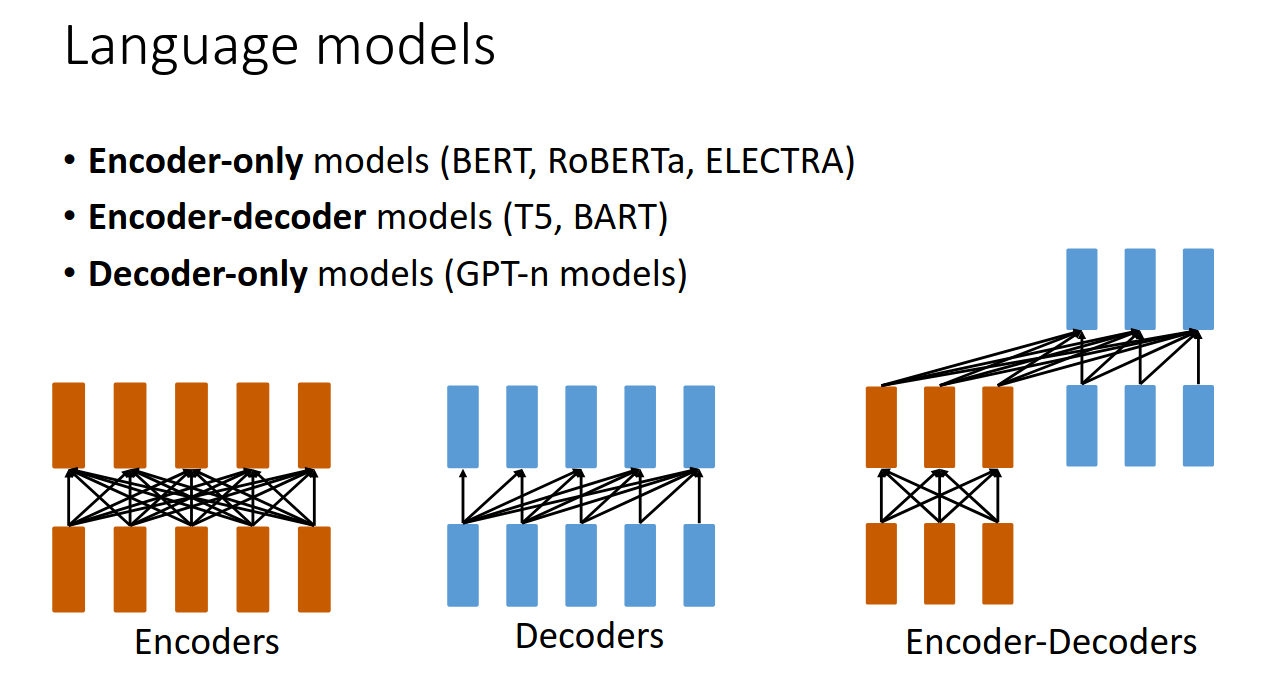 Language models
• Encoder-only models (BERT, RoBERTa, ELECTRA)
• Encoder-decoder models (T5, BART)
• Decoder-only models (GPT-n models)
Encoders
Decoders
Encoder-Decoders